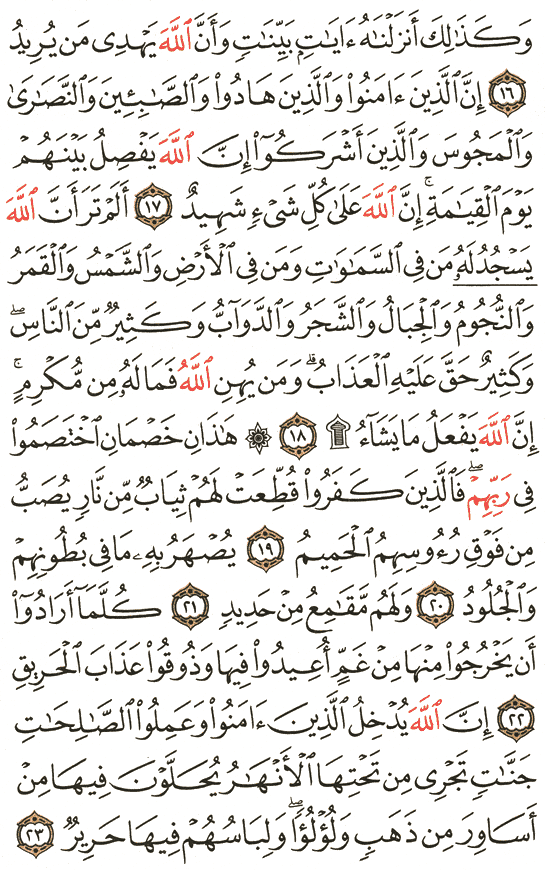 وَكَذَٰلِكَ أَنزَلْنَٰهُ ءَايَٰتٍۭ بَيِّنَٰتٍ وَأَنَّ ٱللَّهَ يَهْدِى مَن يُرِيدُ
١٦ إِنَّ ٱلَّذِينَ ءَامَنُوا۟ وَٱلَّذِينَ هَادُوا۟ وَٱلصَّٰبِـِٔينَ وَٱلنَّصَٰرَىٰ
وَٱلْمَجُوسَ وَٱلَّذِينَ أَشْرَكُوٓا۟ إِنَّ ٱللَّهَ يَفْصِلُ بَيْنَهُمْ
يَوْمَ ٱلْقِيَٰمَةِ ۚ إِنَّ ٱللَّهَ عَلَىٰ كُلِّ شَىْءٍ شَهِيدٌ ١٧ أَلَمْ تَرَ أَنَّ ٱللَّهَ
يَسْجُدُ لَهُۥ مَن فِى ٱلسَّمَٰوَٰتِ وَمَن فِى ٱلْأَرْضِ وَٱلشَّمْسُ وَٱلْقَمَرُ
وَٱلنُّجُومُ وَٱلْجِبَالُ وَٱلشَّجَرُ وَٱلدَّوَآبُّ وَكَثِيرٌ مِّنَ ٱلنَّاسِ ۖ
وَكَثِيرٌ حَقَّ عَلَيْهِ ٱلْعَذَابُ ۗ وَمَن يُهِنِ ٱللَّهُ فَمَا لَهُۥ مِن مُّكْرِمٍ ۚ
إِنَّ ٱللَّهَ يَفْعَلُ مَا يَشَآءُ ۩ ١٨ ۞ هَٰذَانِ خَصْمَانِ ٱخْتَصَمُوا۟
فِى رَبِّهِمْ ۖ فَٱلَّذِينَ كَفَرُوا۟ قُطِّعَتْ لَهُمْ ثِيَابٌ مِّن نَّارٍ يُصَبُّ
مِن فَوْقِ رُءُوسِهِمُ ٱلْحَمِيمُ ١٩ يُصْهَرُ بِهِۦ مَا فِى بُطُونِهِمْ
وَٱلْجُلُودُ ٢٠ وَلَهُم مَّقَٰمِعُ مِنْ حَدِيدٍ ٢١ كُلَّمَآ أَرَادُوٓا۟
أَن يَخْرُجُوا۟ مِنْهَا مِنْ غَمٍّ أُعِيدُوا۟ فِيهَا وَذُوقُوا۟ عَذَابَ ٱلْحَرِيقِ
٢٢ إِنَّ ٱللَّهَ يُدْخِلُ ٱلَّذِينَ ءَامَنُوا۟ وَعَمِلُوا۟ ٱلصَّٰلِحَٰتِ
جَنَّٰتٍ تَجْرِى مِن تَحْتِهَا ٱلْأَنْهَٰرُ يُحَلَّوْنَ فِيهَا مِنْ
أَسَاوِرَ مِن ذَهَبٍ وَلُؤْلُؤًا ۖ وَلِبَاسُهُمْ فِيهَا حَرِيرٌ ٢٣